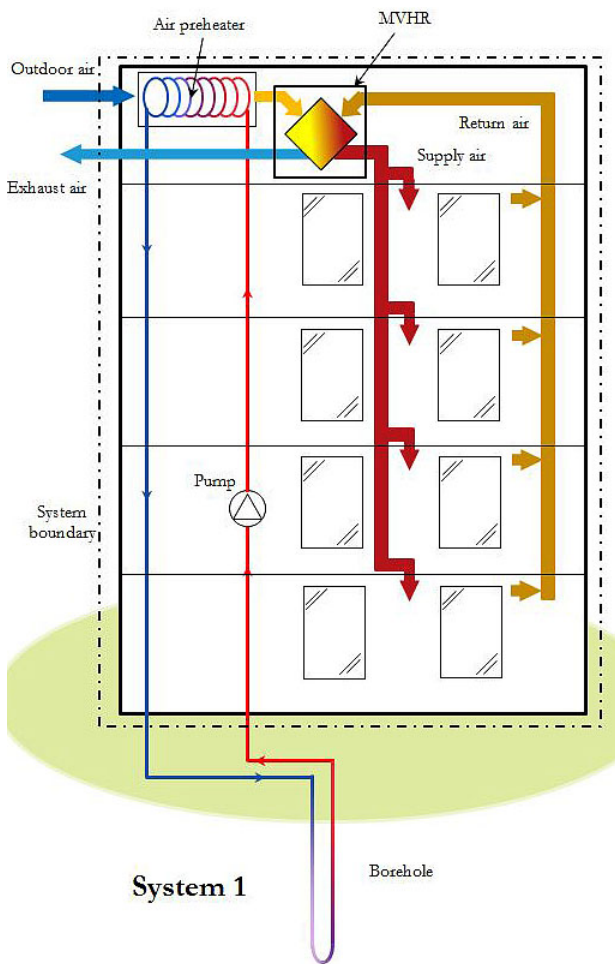 MVHR
Air preheater
Outdoor air
Return air
Supply air
Exhaust air
Pump
System
boundary
Borehole
System 1